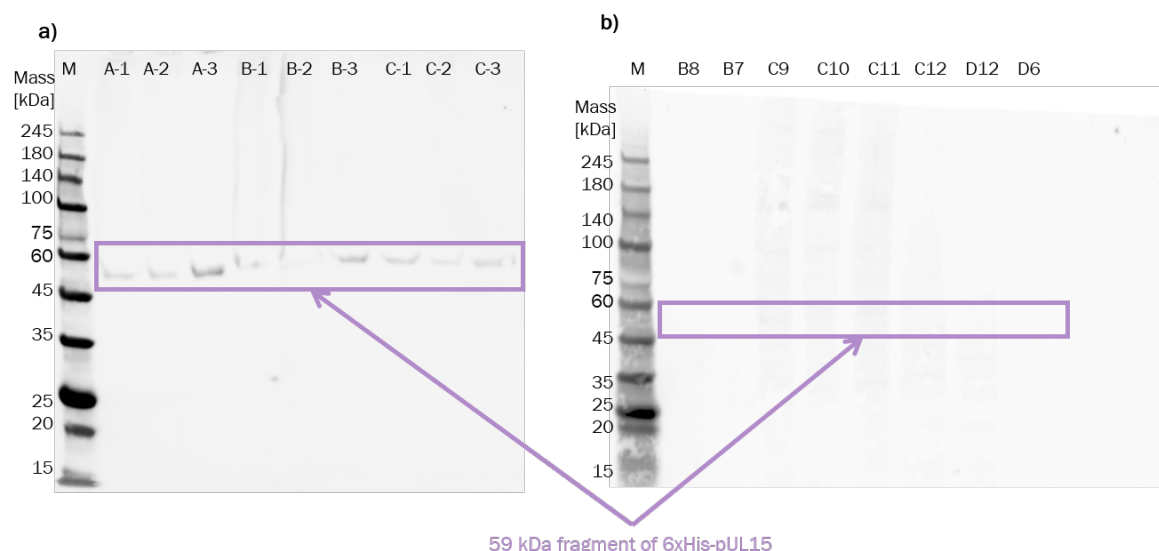 a)
M A-1 A-2 A-3 B-1 B-2 B-3 C-1 C-2 C-3
Mass
[kDa]
245
180
140
100
75
60
45
35
25
20
15
b)
M B8 B7 C9 C10 C11 C12 D12 D6
Mass
[kDa]
245
180
140
100
75
60
45
35
25
20
15
59 kDa fragment of 6xHis-pUL15